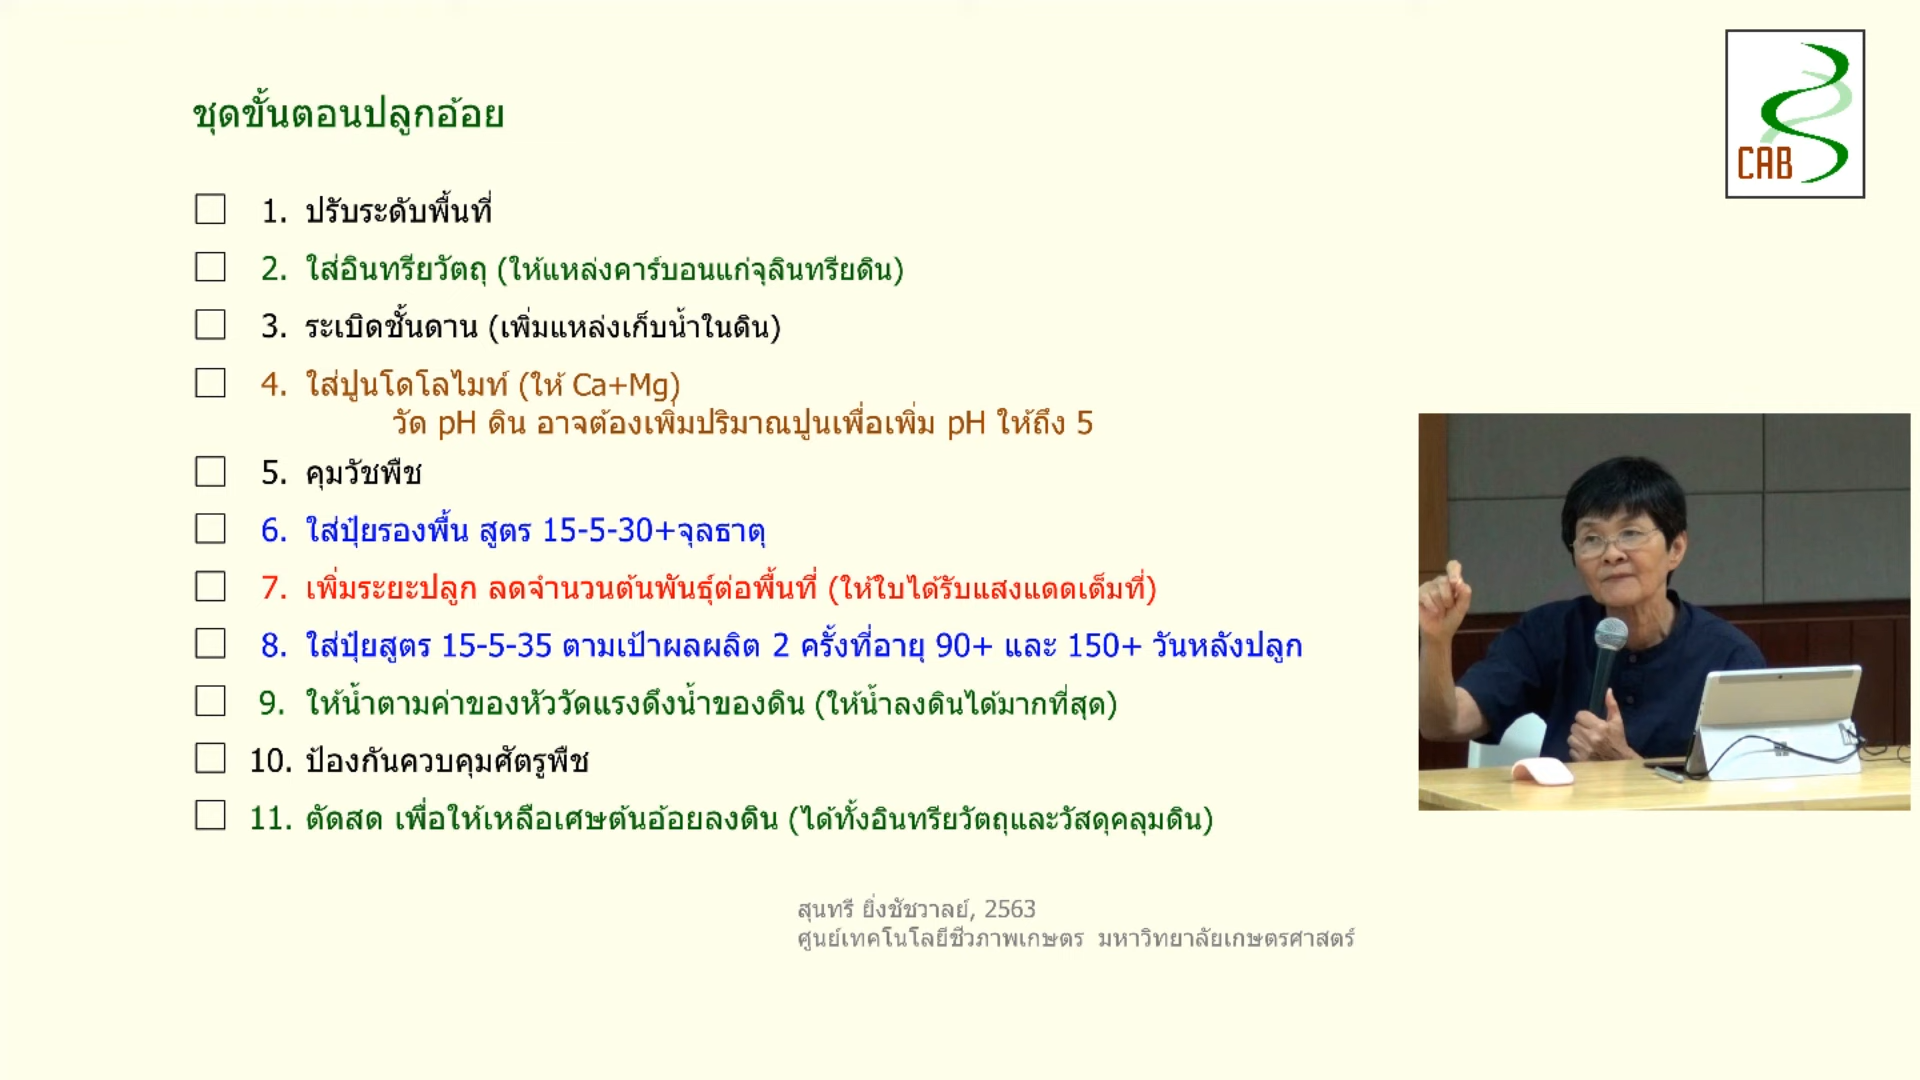 ชุดขั้นตอนปลูกอ้อย
CAB
1. ปรับระดับพื้นที่
2. ใส่อินทรียวัตถุ (ให้แหล่งคาร์บอนแก่จุลินทรียดิน)
3. ระเบิดชั้นดาน (เพิ่มแหล่งเก็บน้ำในดิน)
4. ใส่ปูนโดโลไมท์ (ให้ Ca+Mg)
วัด pH ดิน อาจต้องเพิ่มปริมาณปูนเพื่อเพิ่ม pH ให้ถึง 5
5. คุมวัชพืช
6. ใส่ปุ๋ยรองพื้น สูตร 15-5-30+จุลธาตุ
7. เพิ่มระยะปลูก ลดจำนวนต้นพันธุ์ต่อพื้นที่ (ให้ใบได้รับแสงแดดเต็มที่)
8. ใส่ปุ๋ยสูตร 15-5-35 ตามเป้าผลผลิต 2 ครั้งที่อายุ 90+ และ 150+ วันหลังปลูก
9. ให้น้ำตามค่าของหัววัดแรงดึงน้ำของดิน (ให้น้ำลงดินได้มากที่สุด)
10. ป้องกันควบคุมศัตรูพืช
11. ตัดสด เพื่อให้เหลือเศษต้นอ้อยลงดิน (ได้ทั้งอินทรียวัตถุและวัสดุคลุมดิน)
สุนทรี ยิ่งชัชวาลย์, 2563
ศูนย์เทคโนโลยีชีวภาพเกษตร มหาวิทยาลัยเกษตรศาสตร์